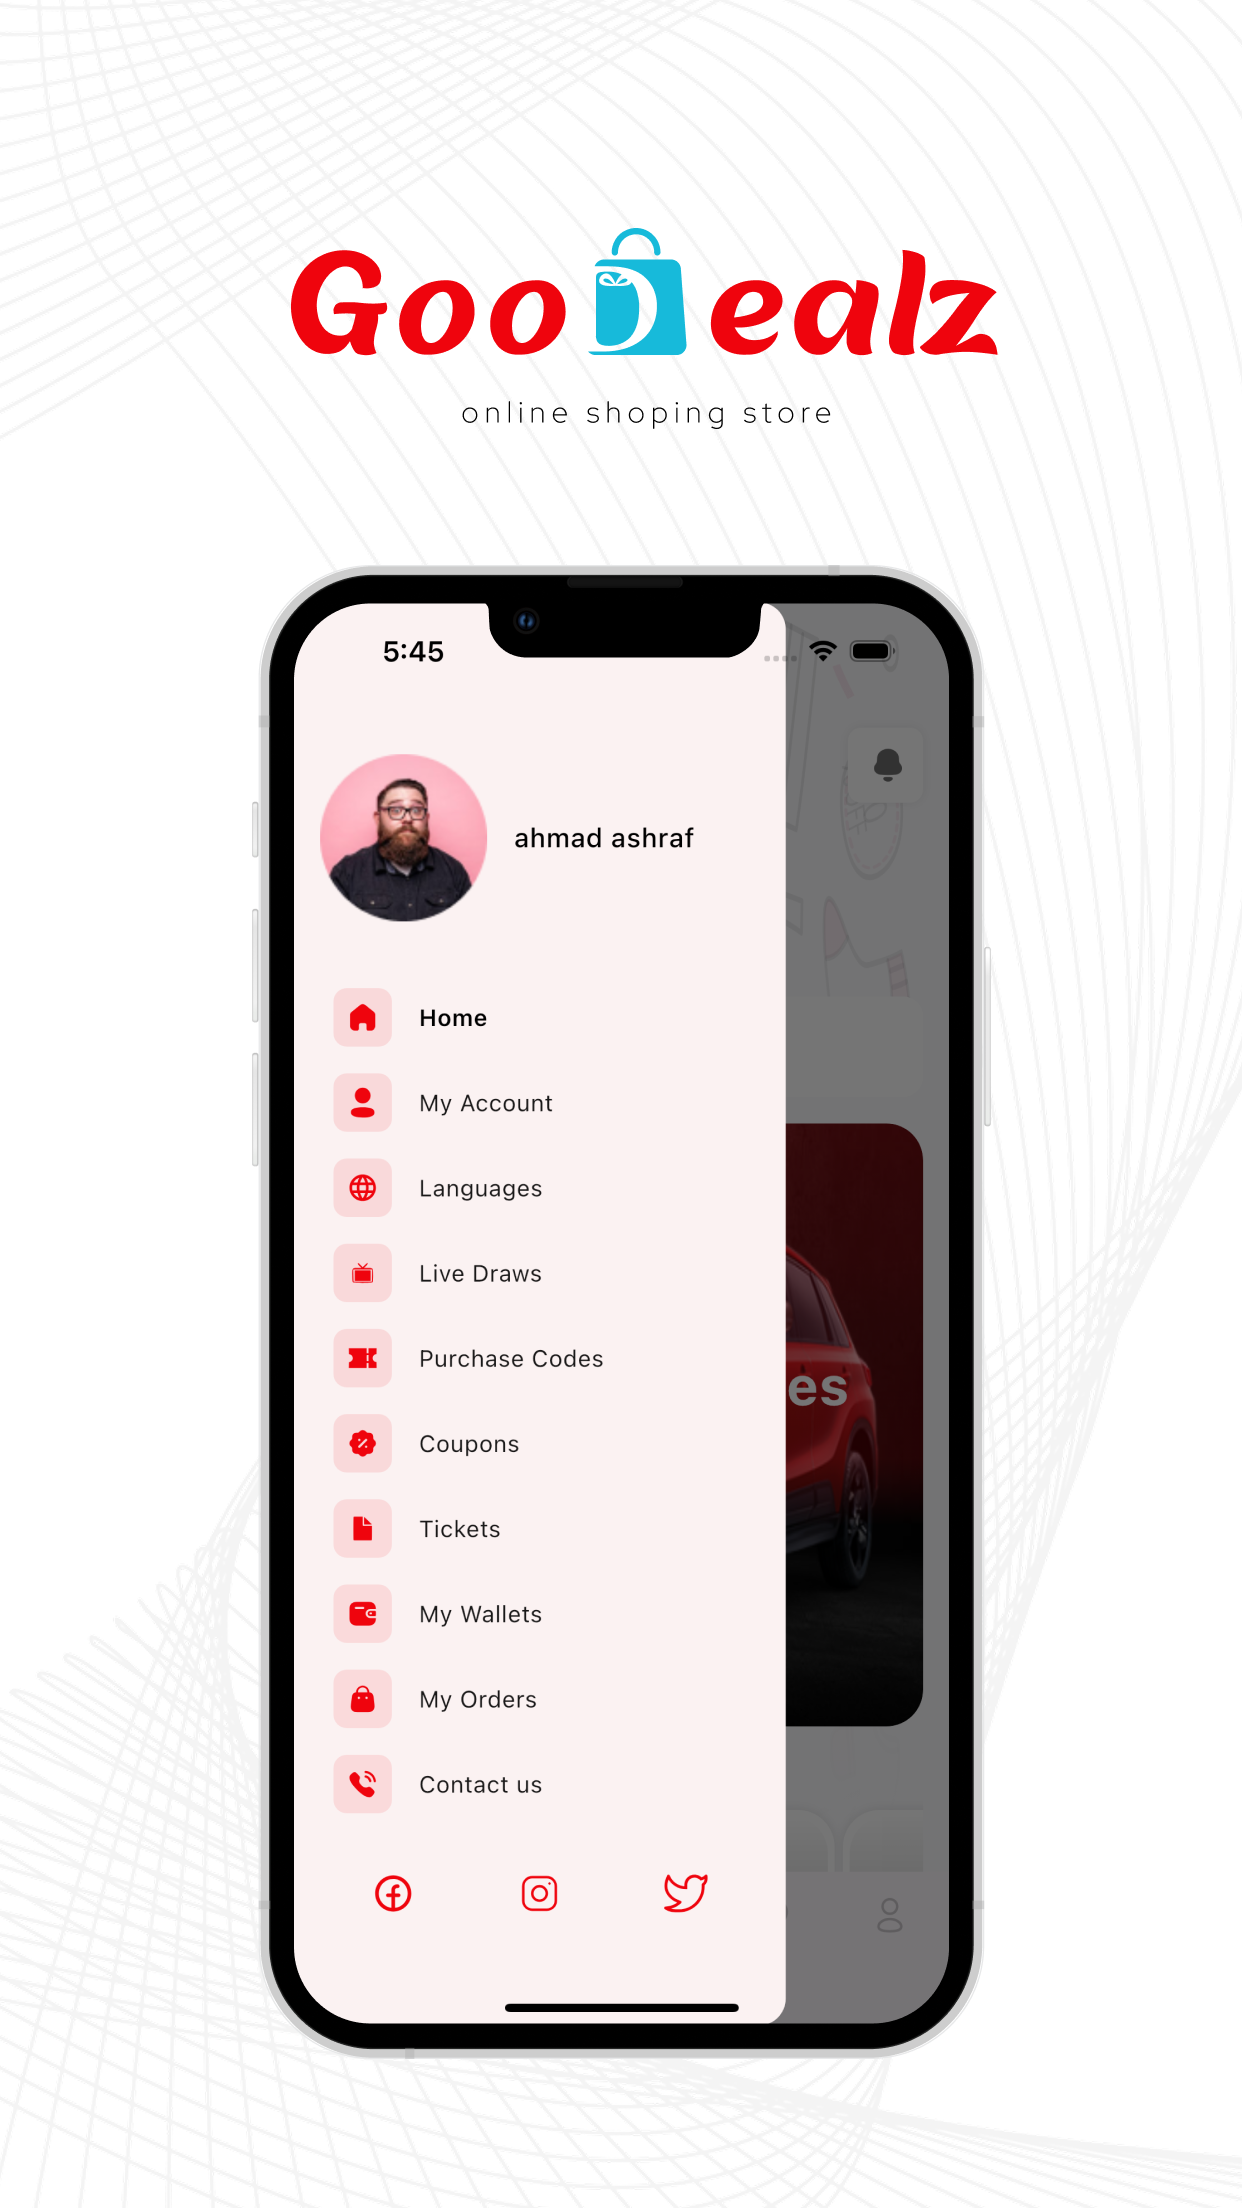 GooDealz
online shoping store
5:45
ahmad ashraf
Home
My Account
Languages
Live Draws
Purchase Codes
es
Coupons
Tickets
My Wallets
My Orders
Contact us